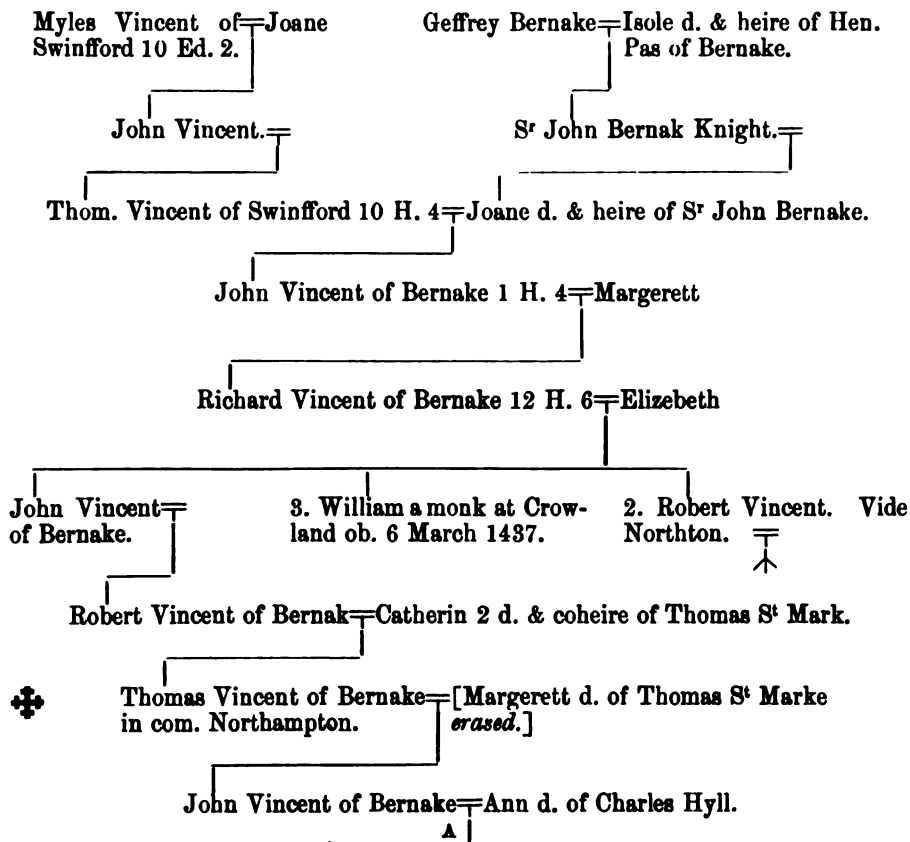 Myles Vincent of Joane
Swinfford 10 Ed. 2.
Geffrey Bernake Isole d. & heire of Hen.
Pas of Bernake.
John Vincent.
Sʳ John Bernak Knight.
Thom. Vincent of Swinfford 10 H. 4 Joane d. & heire of Sʳ John Bernake.
John Vincent of Bernake 1 H. 4 Margerett
Richard Vincent of Bernake 12 H. 6 Elizebeth
John Vincent
of Bernake.
3. William a monk at Crow-
land ob. 6 March 1437.
2. Robert Vincent. Vide
Northton.
Robert Vincent of Bernak Catherin 2 d. & coheire of Thomas Sᵗ Mark.
Thomas Vincent of Bernake [Margerett d. of Thomas Sᵗ Marke
in com. Northampton. erased.]
John Vincent of Bernake Ann d. of Charles Hyll.
A